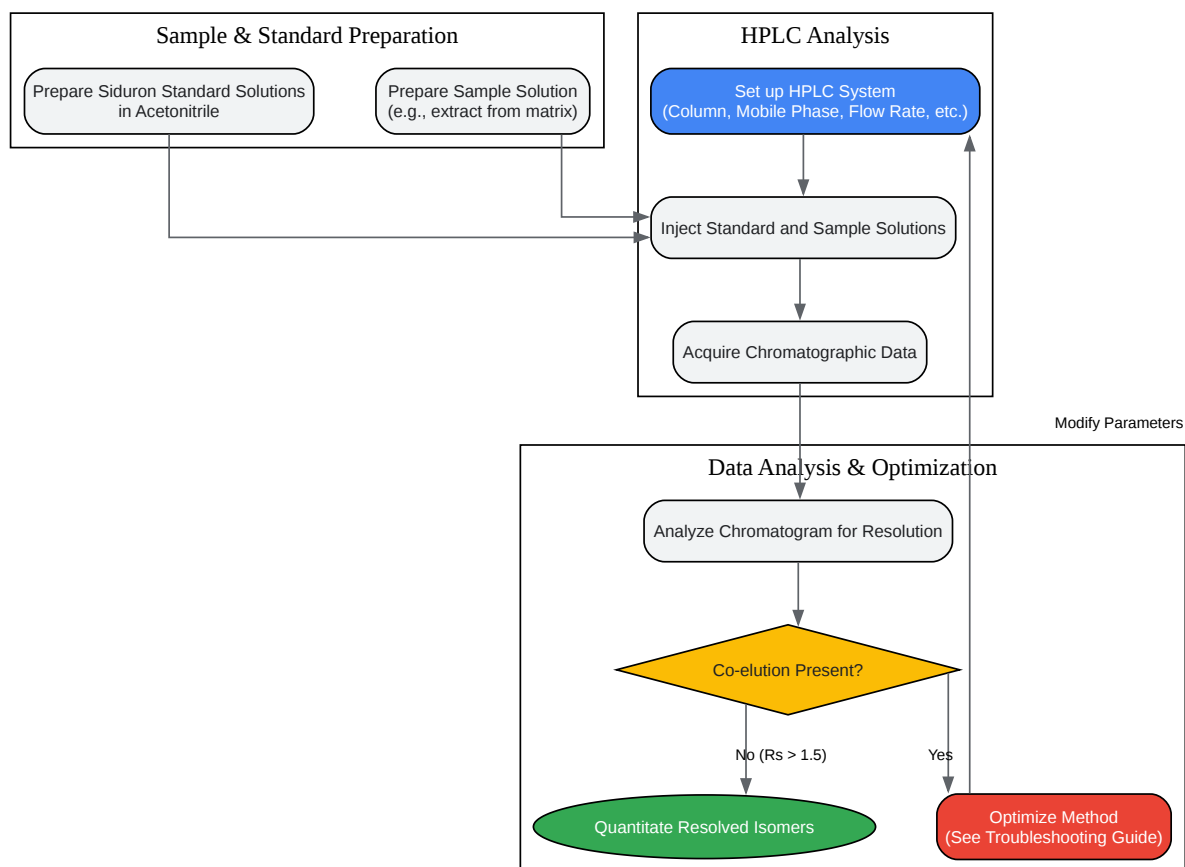 Sample & Standard Preparation
Prepare Siduron Standard Solutions
in Acetonitrile
Prepare Sample Solution
(e.g., extract from matrix)
HPLC Analysis
Set up HPLC System
(Column, Mobile Phase, Flow Rate, etc.)
Inject Standard and Sample Solutions
Acquire Chromatographic Data
Modify Parameters
Data Analysis & Optimization
Analyze Chromatogram for Resolution
Co-elution Present?
No (Rs > 1.5)
Yes
Quantitate Resolved Isomers
Optimize Method
(See Troubleshooting Guide)